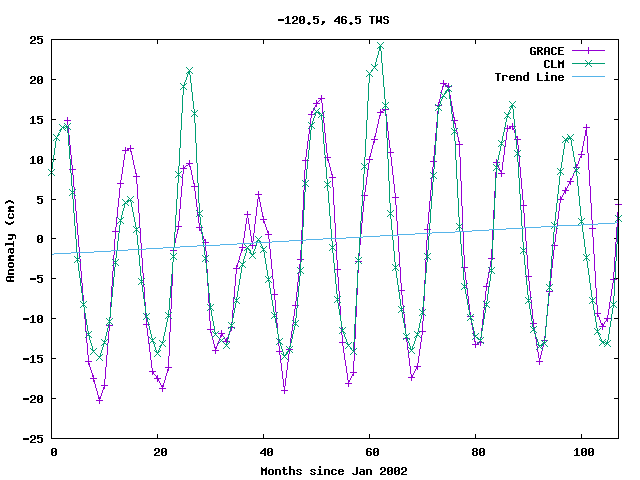 -120.5, 46.5 TWS
GRACE
CLM
Trend Line
25
20
15
10
5
0
-5
-10
-15
-20
-25
Anomaly (cm)
0 20 40 60 80 100
Months since Jan 2002